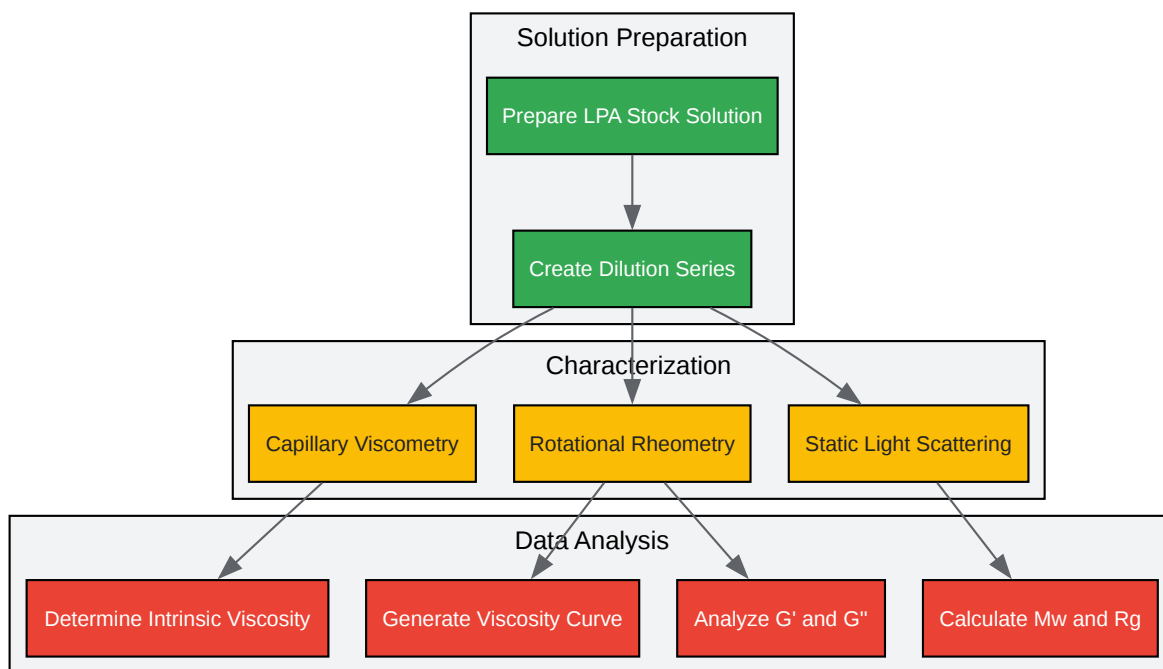 Solution Preparation
Prepare LPA Stock Solution
Create Dilution Series
Characterization
Capillary Viscometry
Rotational Rheometry
Static Light Scattering
Data Analysis
Determine Intrinsic Viscosity
Generate Viscosity Curve
Analyze G' and G"
Calculate Mw and Rg